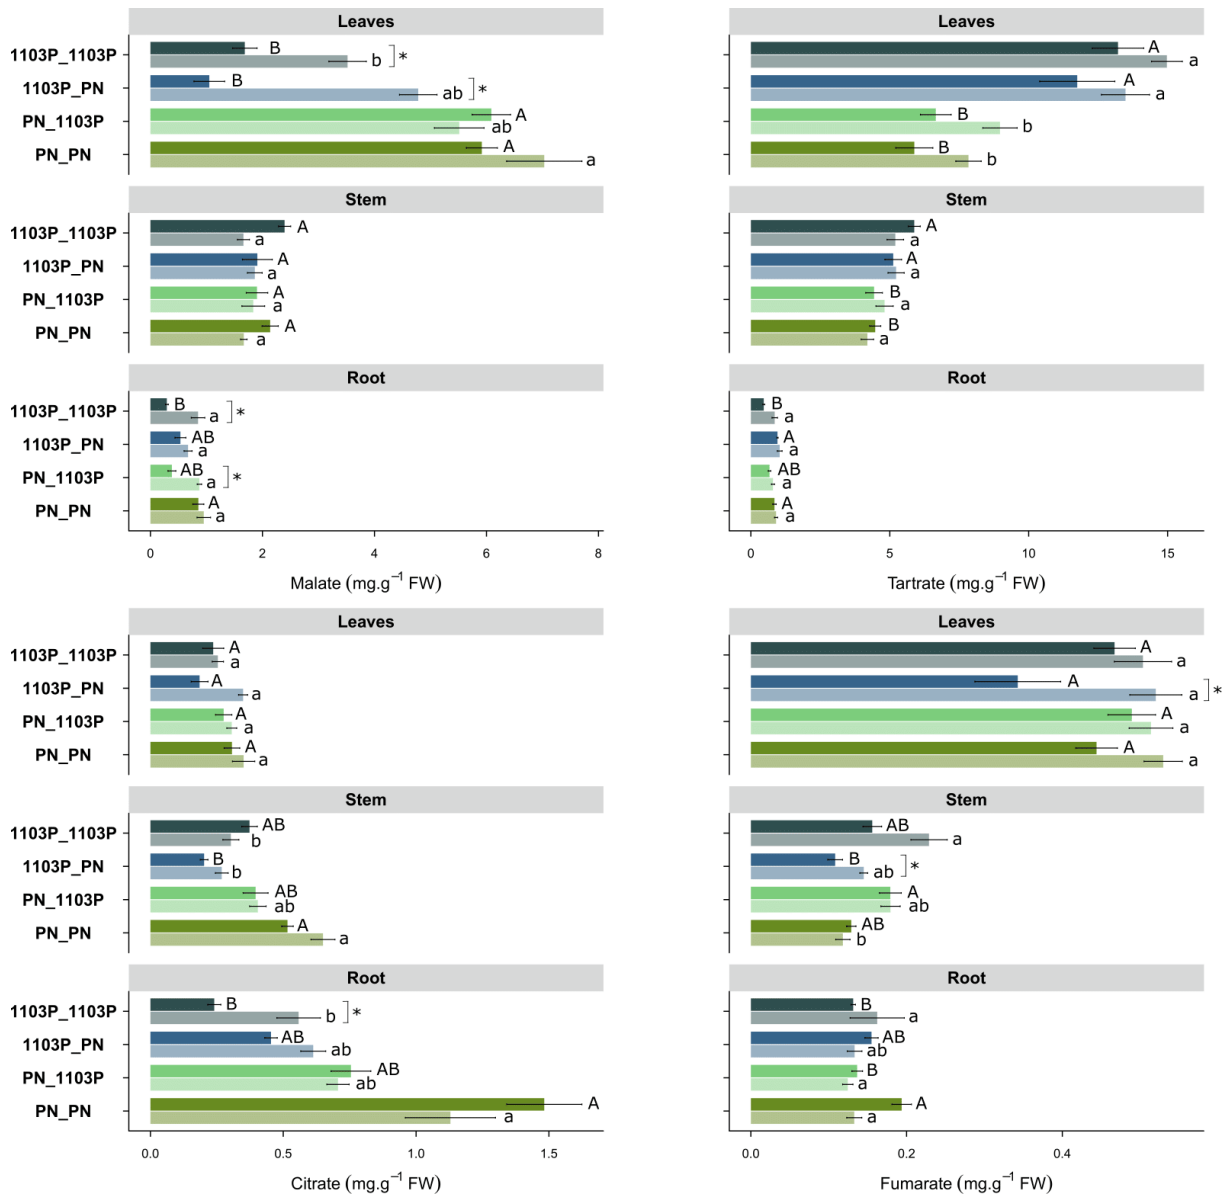 Leaves
1103P_1103P
B
b
*
1103P_PN
B
ab
*
PN_1103P
A
ab
PN_PN
A
a
Stem
1103P_1103P
A
a
1103P_PN
A
a
PN_1103P
A
a
PN_PN
A
a
Root
1103P_1103P
B
a
*
1103P_PN
AB
a
PN_1103P
AB
a
*
PN_PN
A
a
0 2 4 6 8
Malate (mg.g⁻¹ FW)
Leaves
A
a
A
a
B
b
B
b
Stem
A
a
A
a
B
a
B
a
Root
B
a
A
a
AB
a
A
a
0 5 10 15
Tartrate (mg.g⁻¹ FW)
Leaves
1103P_1103P
A
a
1103P_PN
A
a
PN_1103P
A
a
PN_PN
A
a
Stem
1103P_1103P
AB
b
1103P_PN
B
b
PN_1103P
AB
ab
PN_PN
A
a
Root
1103P_1103P
B
b
*
1103P_PN
AB
ab
PN_1103P
AB
ab
PN_PN
A
a
0.0 0.5 1.0 1.5
Citrate (mg.g⁻¹ FW)
Leaves
A
a
A
a
*
A
a
A
a
Stem
AB
a
B
ab
*
A
ab
AB
b
Root
B
a
AB
ab
B
a
A
a
0.0 0.2 0.4
Fumarate (mg.g⁻¹ FW)